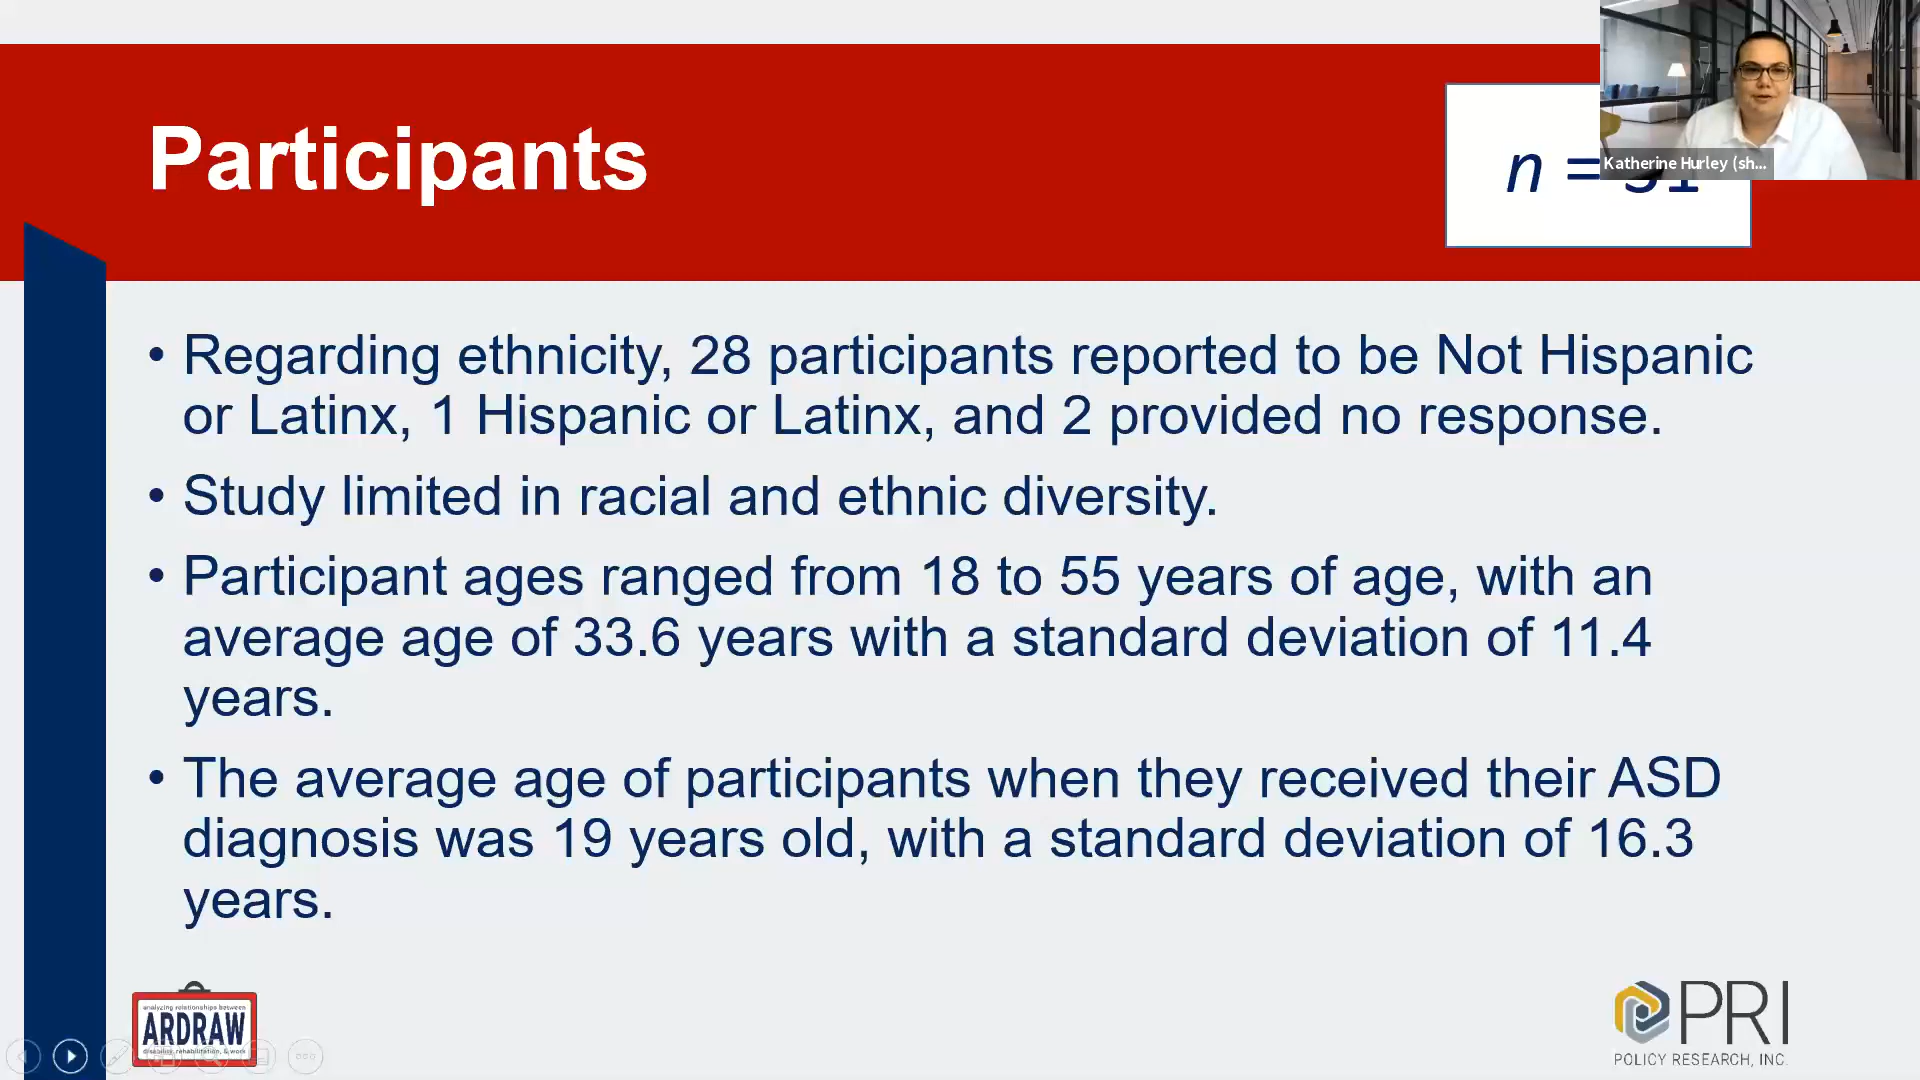 Participants
n = 31
Katherine Hurley (sh...
• Regarding ethnicity, 28 participants reported to be Not Hispanic
or Latinx, 1 Hispanic or Latinx, and 2 provided no response.
• Study limited in racial and ethnic diversity.
• Participant ages ranged from 18 to 55 years of age, with an
average age of 33.6 years with a standard deviation of 11.4
years.
• The average age of participants when they received their ASD
diagnosis was 19 years old, with a standard deviation of 16.3
years.
analyzing relationships between
ARDRAW
disability, rehabilitation, & work
PRI
POLICY RESEARCH, INC.